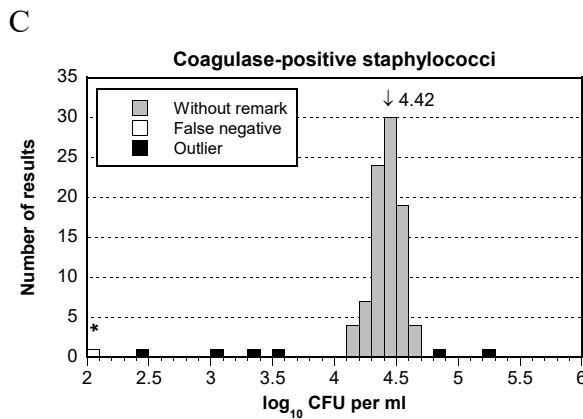 C
Coagulase-positive staphylococci
35
30
25
20
15
10
5
0
Number of results
Without remark
False negative
Outlier
↓ 4.42
*
2 2.5 3 3.5 4 4.5 5 5.5 6
log₁₀ CFU per ml